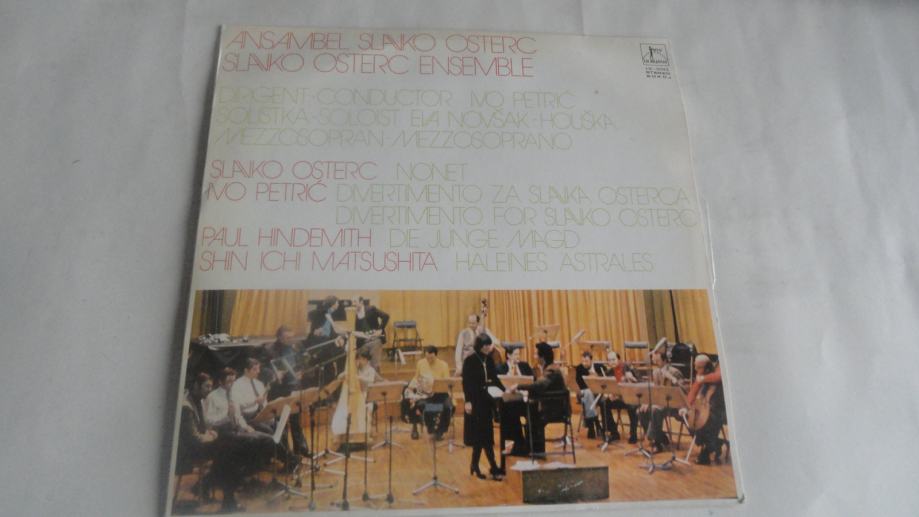 ANSAMBEL SLAVKO OSTERC
SLAVKO OSTERC ENSEMBLE
DIRIGENT·CONDUCTOR IVO PETRIĆ
SOLISTKA·SOLOIST EVA NOVŠAK-HOUŠKA
MEZZOSOPRAN·MEZZOSOPRANO
SLAVKO OSTERC NONET
IVO PETRIĆ DIVERTIMENTO ZA SLAVKA OSTERCA
DIVERTIMENTO FOR SLAVKO OSTERC
PAUL HINDEMITH DIE JUNGE MAGD
SHIN ICHI MATSUSHITA HALEINES ASTRALES
STEREO